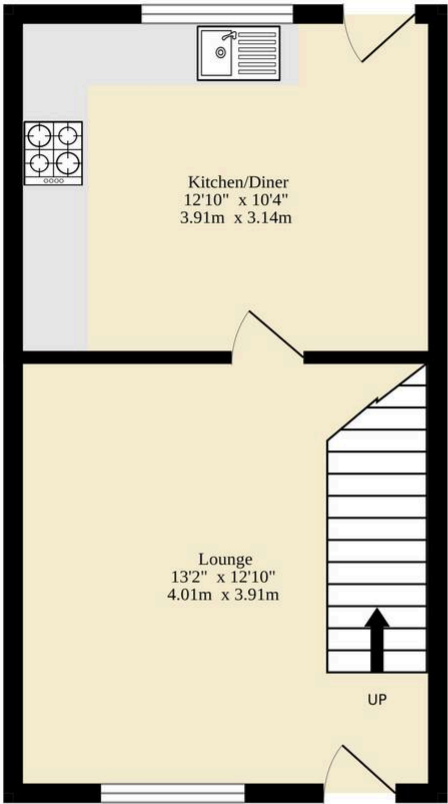 Kitchen/Diner
12'10" x 10'4"
3.91m x 3.14m
Lounge
13'2" x 12'10"
4.01m x 3.91m
UP